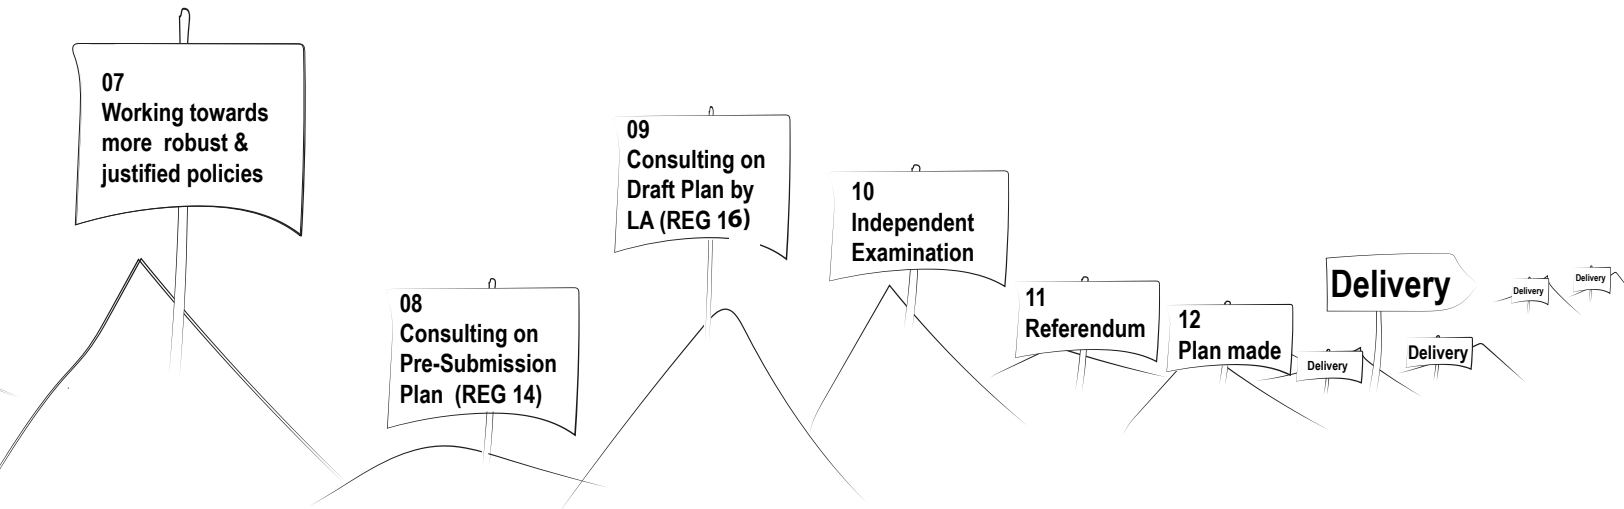 07
Working towards
more robust &
justified policies
08
Consulting on
Pre-Submission
Plan (REG 14)
09
Consulting on
Draft Plan by
LA (REG 16)
10
Independent
Examination
11
Referendum
12
Plan made
Delivery
Delivery
Delivery
Delivery
Delivery